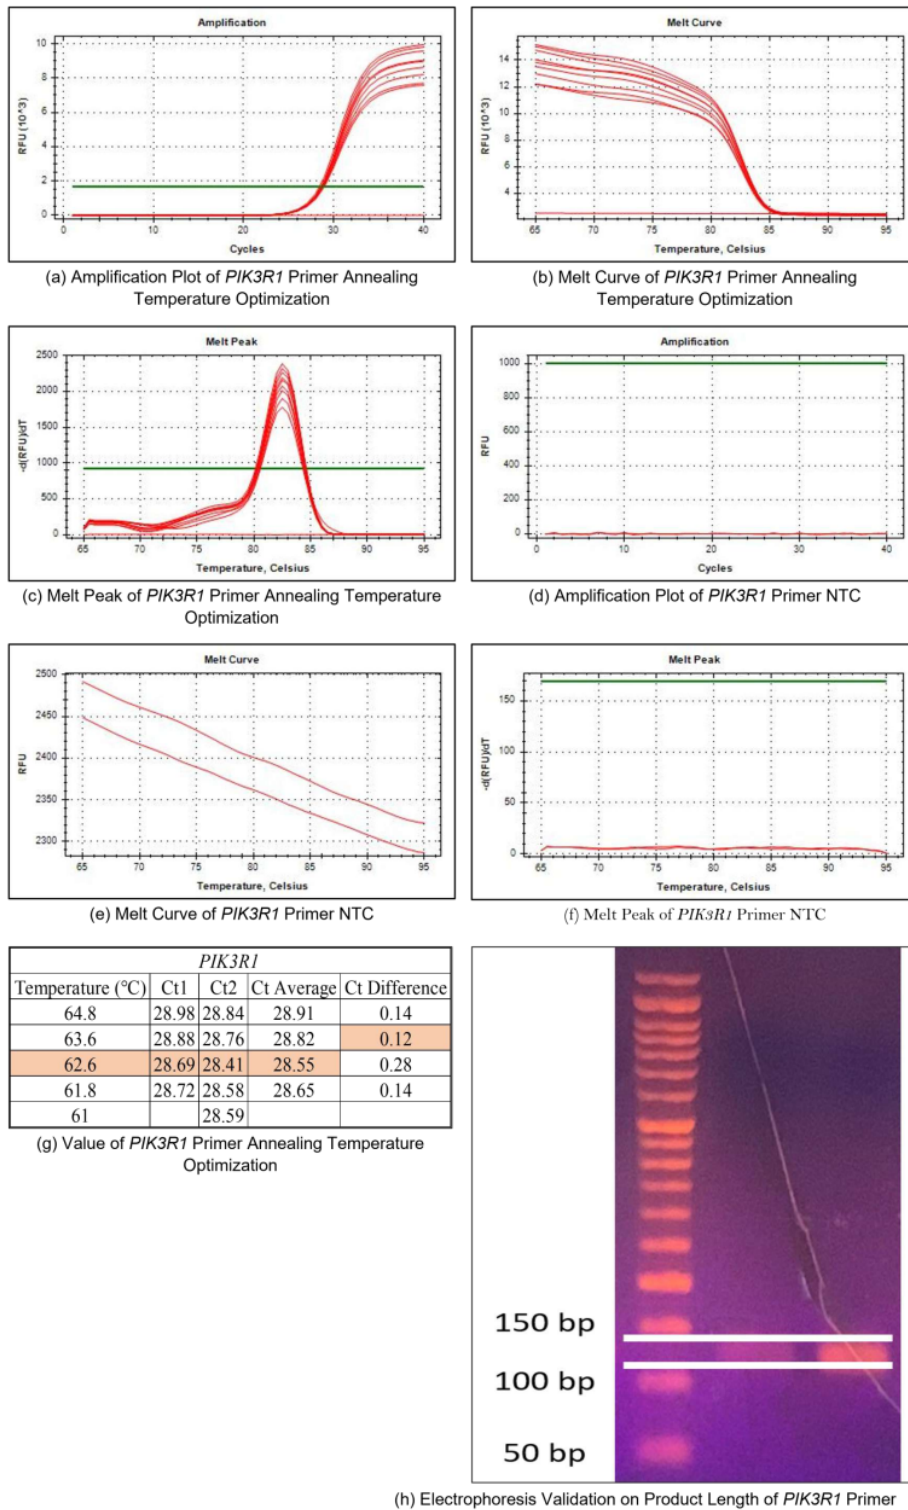 Amplification
10
8
6
4
2
0
RFU (10^3)
0 10 20 30 40
Cycles
(a) Amplification Plot of PIK3R1 Primer Annealing
Temperature Optimization
Melt Curve
14
12
10
8
6
4
RFU (10^3)
65 70 75 80 85 90 95
Temperature, Celsius
(b) Melt Curve of PIK3R1 Primer Annealing
Temperature Optimization
Melt Peak
2500
2000
1500
1000
500
0
-d(RFU)/dT
65 70 75 80 85 90 95
Temperature, Celsius
(c) Melt Peak of PIK3R1 Primer Annealing Temperature
Optimization
Amplification
1000
800
600
400
200
0
RFU
0 10 20 30 40
Cycles
(d) Amplification Plot of PIK3R1 Primer NTC
Melt Curve
2500
2450
2400
2350
2300
RFU
65 70 75 80 85 90 95
Temperature, Celsius
(e) Melt Curve of PIK3R1 Primer NTC
Melt Peak
150
100
50
0
-d(RFU)/dT
65 70 75 80 85 90 95
Temperature, Celsius
(f) Melt Peak of PIK3R1 Primer NTC
PIK3R1
Temperature (°C) Ct1 Ct2 Ct Average Ct Difference
64.8 28.98 28.84 28.91 0.14
63.6 28.88 28.76 28.82 0.12
62.6 28.69 28.41 28.55 0.28
61.8 28.72 28.58 28.65 0.14
61 28.59
(g) Value of PIK3R1 Primer Annealing Temperature
Optimization
150 bp
100 bp
50 bp
(h) Electrophoresis Validation on Product Length of PIK3R1 Primer